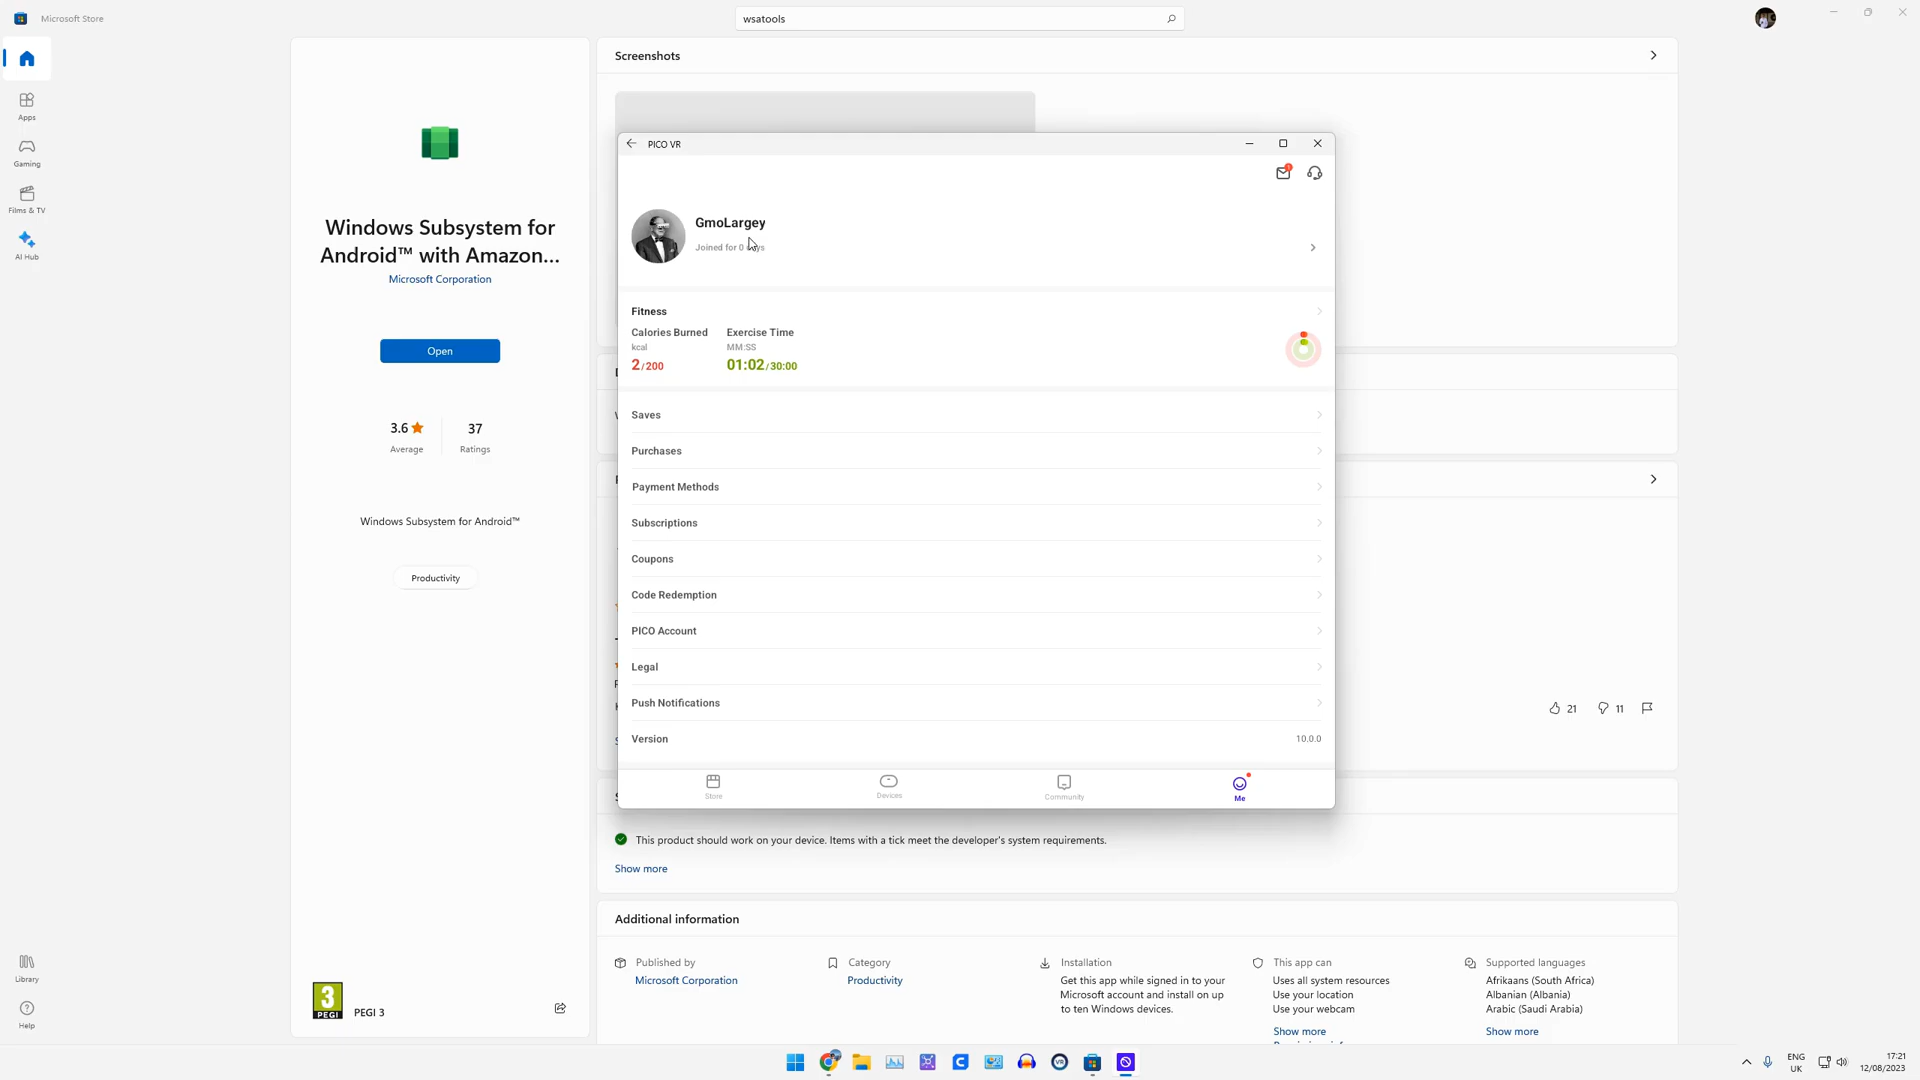 Microsoft Store
wsatools
Apps
Gaming
Films & TV
AI Hub
Library
Help
Windows Subsystem for
Android™ with Amazon...
Microsoft Corporation
Open
3.6
Average
37
Ratings
Windows Subsystem for Android™
Productivity
3
PEGI
PEGI 3
Screenshots
PICO VR
GmoLargey
Joined for 0 days
Fitness
Calories Burned
kcal
2/200
Exercise Time
MM:SS
01:02/30:00
Saves
Purchases
Payment Methods
Subscriptions
Coupons
Code Redemption
PICO Account
Legal
Push Notifications
Version 10.0.0
Store
Devices
Community
Me
21
11
This product should work on your device. Items with a tick meet the developer's system requirements.
Show more
Additional information
Published by
Microsoft Corporation
Category
Productivity
Installation
Get this app while signed in to your
Microsoft account and install on up
to ten Windows devices.
This app can
Uses all system resources
Use your location
Use your webcam
Show more
Supported languages
Afrikaans (South Africa)
Albanian (Albania)
Arabic (Saudi Arabia)
Show more
ENG
UK
17:21
12/08/2023